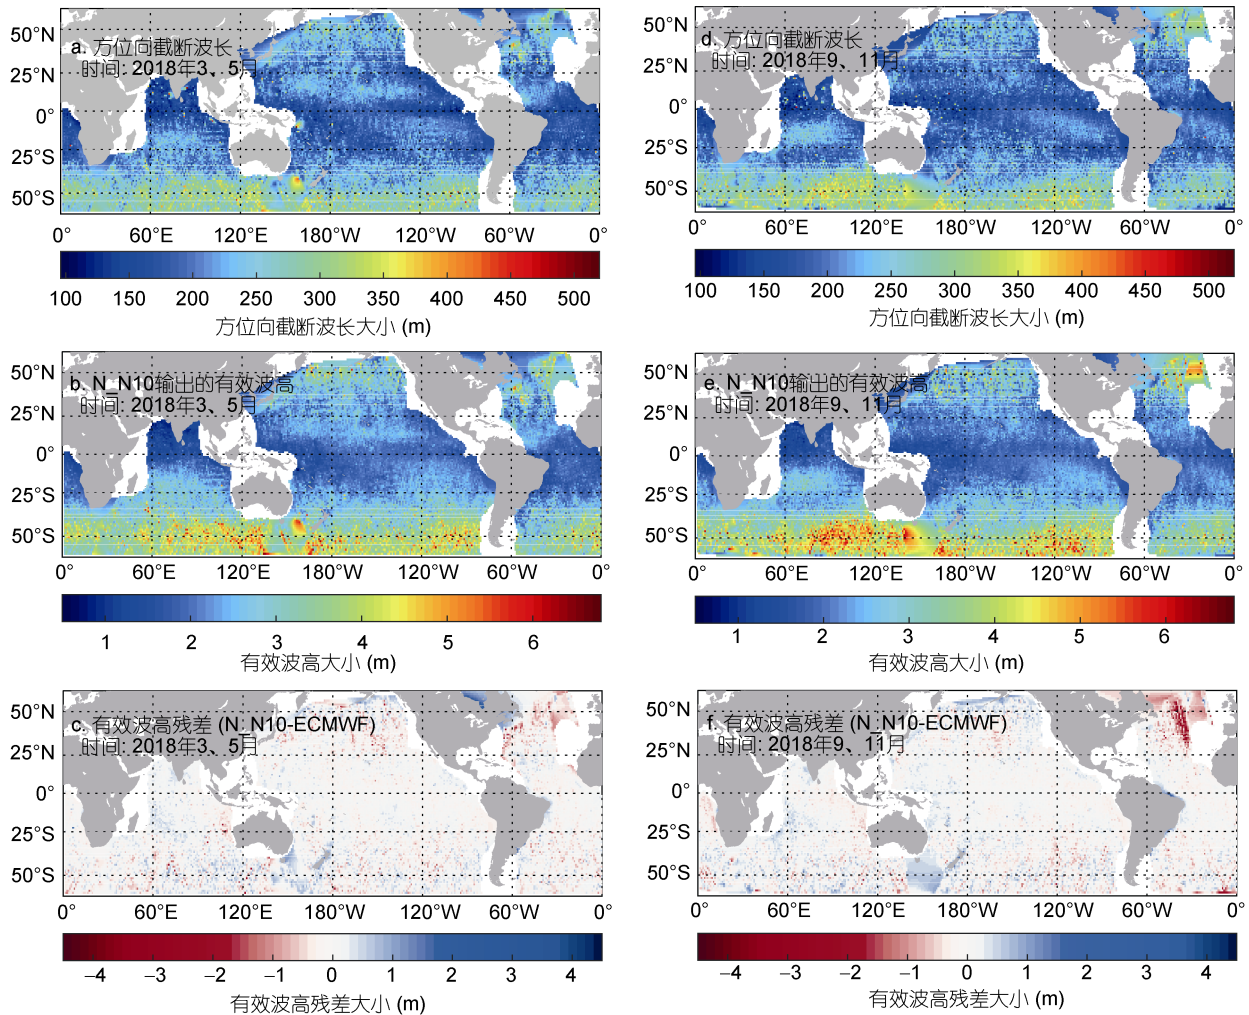 50°N
25°N
0°
25°S
50°S
a. 方位向截断波长
时间: 2018年3、5月
0° 60°E 120°E 180°W 120°W 60°W 0°
100 150 200 250 300 350 400 450 500
方位向截断波长大小 (m)
50°N
25°N
0°
25°S
50°S
d. 方位向截断波长
时间: 2018年9、11月
0° 60°E 120°E 180°W 120°W 60°W 0°
100 150 200 250 300 350 400 450 500
方位向截断波长大小 (m)
50°N
25°N
0°
25°S
50°S
b. N_N10输出的有效波高
时间: 2018年3、5月
0° 60°E 120°E 180°W 120°W 60°W 0°
1 2 3 4 5 6
有效波高大小 (m)
50°N
25°N
0°
25°S
50°S
e. N_N10输出的有效波高
时间: 2018年9、11月
0° 60°E 120°E 180°W 120°W 60°W 0°
1 2 3 4 5 6
有效波高大小 (m)
50°N
25°N
0°
25°S
50°S
c. 有效波高残差 (N_N10-ECMWF)
时间: 2018年3、5月
0° 60°E 120°E 180°W 120°W 60°W 0°
−4 −3 −2 −1 0 1 2 3 4
有效波高残差大小 (m)
50°N
25°N
0°
25°S
50°S
f. 有效波高残差 (N_N10-ECMWF)
时间: 2018年9、11月
0° 60°E 120°E 180°W 120°W 60°W 0°
−4 −3 −2 −1 0 1 2 3 4
有效波高残差大小 (m)